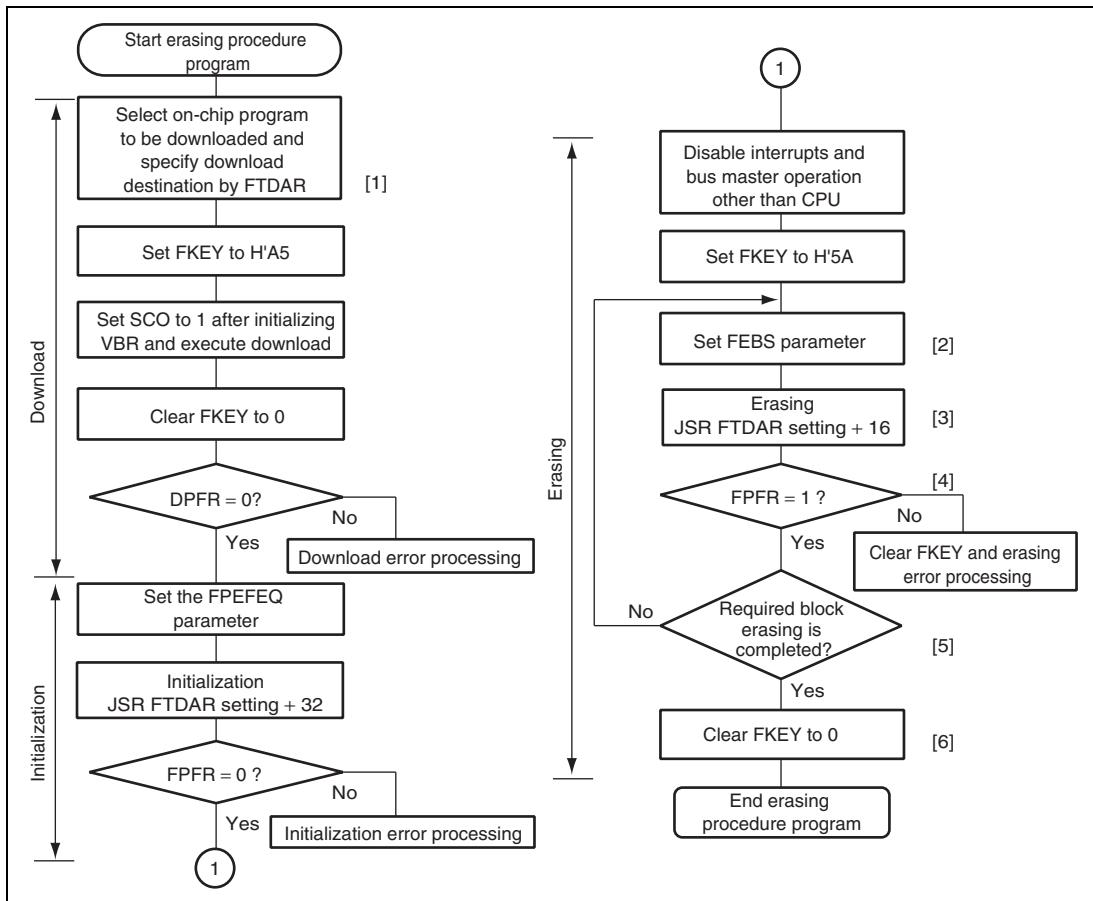 Start erasing procedure
program
Select on-chip program
to be downloaded and
specify download
destination by FTDAR
[1]
Set FKEY to H'A5
Set SCO to 1 after initializing
VBR and execute download
Clear FKEY to 0
DPFR = 0?
No
Yes
Download error processing
Download
Set the FPEFEQ
parameter
Initialization
JSR FTDAR setting + 32
FPFR = 0 ?
No
Yes
Initialization error processing
Initialization
1
1
Disable interrupts and
bus master operation
other than CPU
Set FKEY to H'5A
Set FEBS parameter
[2]
Erasing
JSR FTDAR setting + 16
[3]
FPFR = 1 ?
[4]
No
Yes
Clear FKEY and erasing
error processing
Erasing
No
Required block
erasing is
completed?
[5]
Yes
Clear FKEY to 0
[6]
End erasing
procedure program